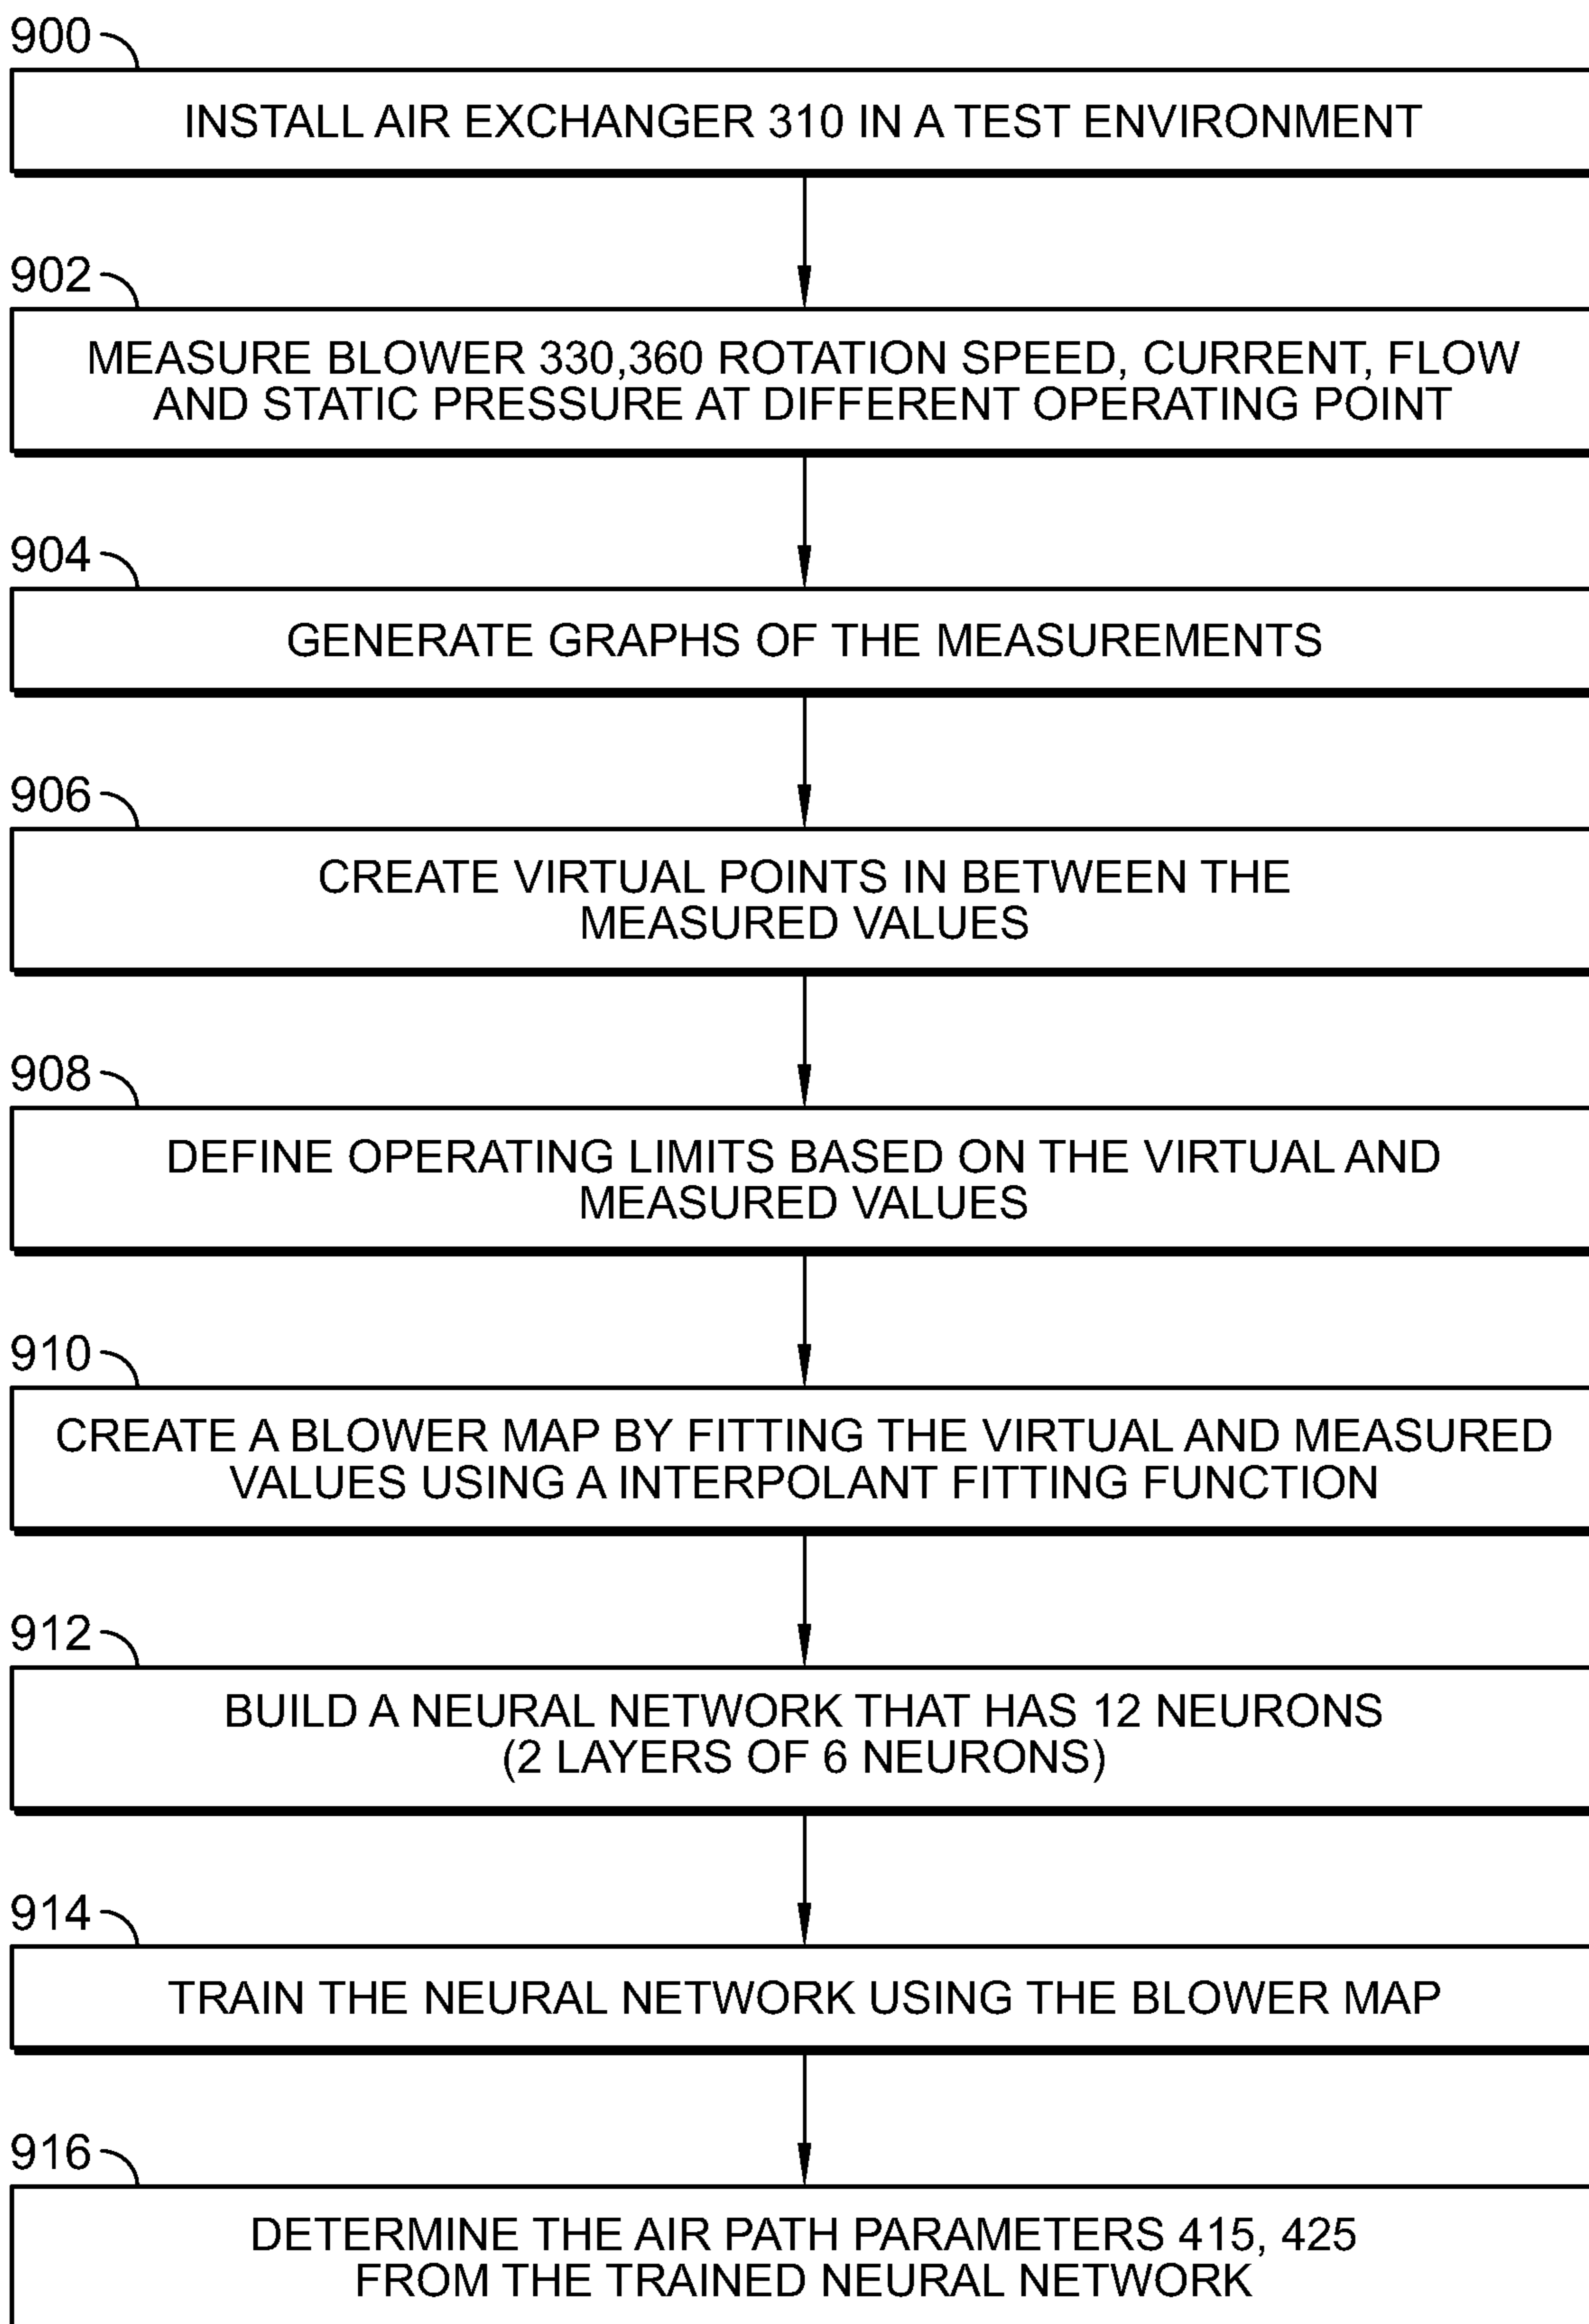 900
INSTALL AIR EXCHANGER 310 IN A TEST ENVIRONMENT
902
MEASURE BLOWER 330,360 ROTATION SPEED, CURRENT, FLOW
AND STATIC PRESSURE AT DIFFERENT OPERATING POINT
904
GENERATE GRAPHS OF THE MEASUREMENTS
906
CREATE VIRTUAL POINTS IN BETWEEN THE
MEASURED VALUES
908
DEFINE OPERATING LIMITS BASED ON THE VIRTUAL AND
MEASURED VALUES
910
CREATE A BLOWER MAP BY FITTING THE VIRTUAL AND MEASURED
VALUES USING A INTERPOLANT FITTING FUNCTION
912
BUILD A NEURAL NETWORK THAT HAS 12 NEURONS
(2 LAYERS OF 6 NEURONS)
914
TRAIN THE NEURAL NETWORK USING THE BLOWER MAP
916
DETERMINE THE AIR PATH PARAMETERS 415, 425
FROM THE TRAINED NEURAL NETWORK